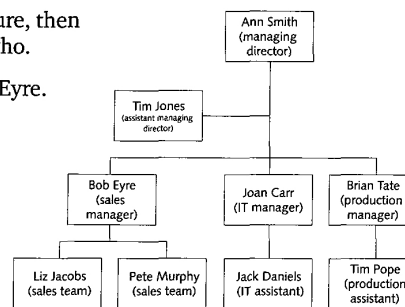 ure, then
ho.
Eyre.
Ann Smith
(managing
director)
Tim Jones
(assistant managing
director)
Bob Eyre
(sales
manager)
Joan Carr
(IT manager)
Brian Tate
(production
manager)
Liz Jacobs
(sales team)
Pete Murphy
(sales team)
Jack Daniels
(IT assistant)
Tim Pope
(production
assistant)